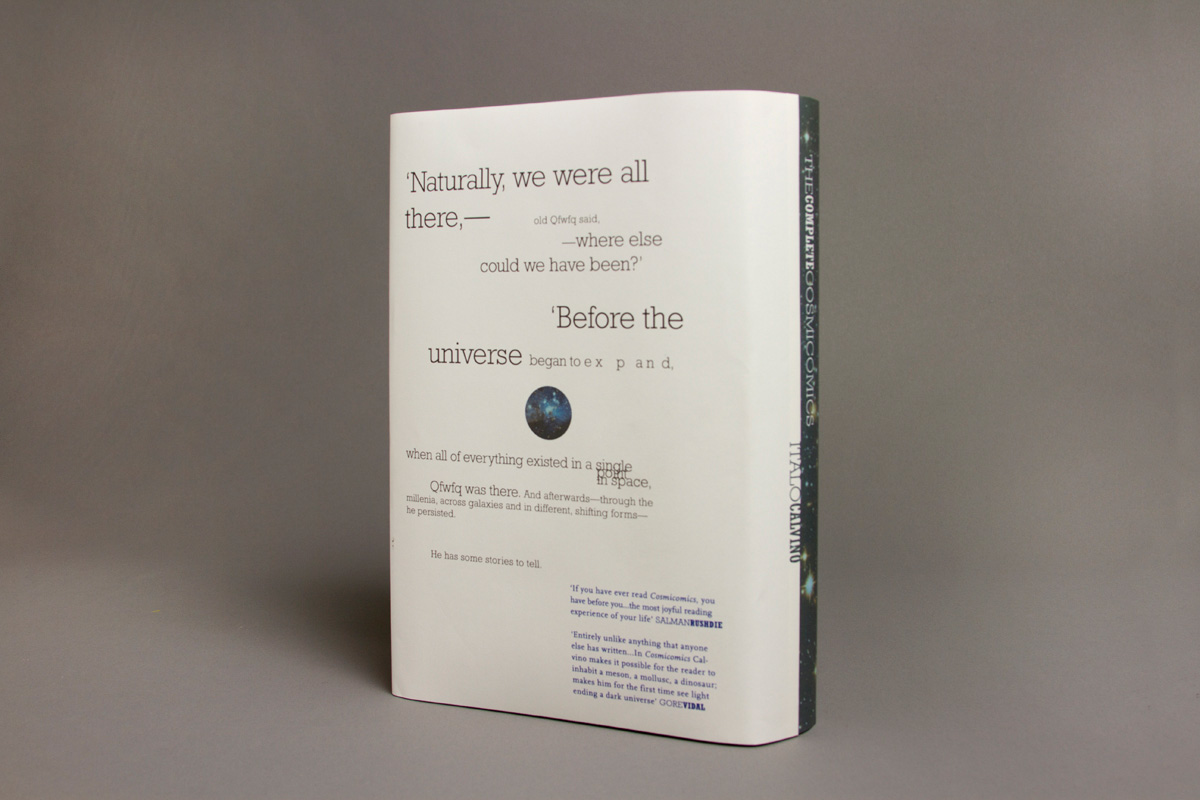 ‘Naturally, we were all
there,—
old Qfwfq said,
—where else
could we have been?’
‘Before the
universe began to e x p a n d,
when all of everything existed in a single
point
in space,
Qfwfq was there. And afterwards—through the
millenia, across galaxies and in different, shifting forms—
he persisted.
He has some stories to tell.
‘If you have ever read Cosmicomics, you
have before you...the most joyful reading
experience of your life’ SALMANRUSHDIE
‘Entirely unlike anything that anyone
else has written...In Cosmicomics Cal-
vino makes it possible for the reader to
inhabit a meson, a mollusc, a dinosaur;
makes him for the first time see light
ending a dark universe’ GOREVIDAL
THECOMPLETECOSMICOMICS
ITALOCALVINO